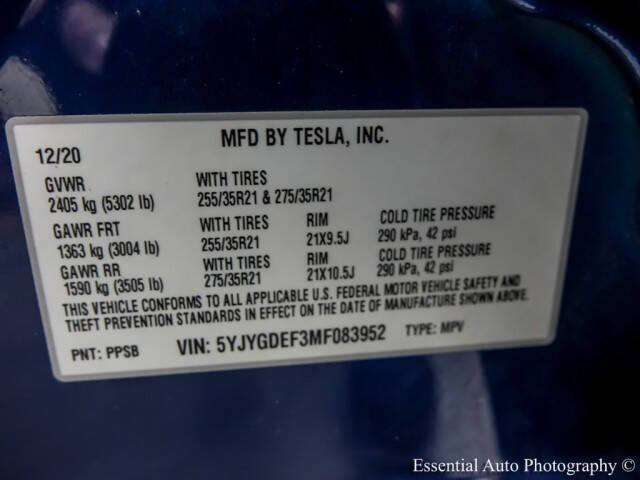 MFD BY TESLA, INC.
12/20
GVWR WITH TIRES
2405 kg (5302 lb) 255/35R21 & 275/35R21
GAWR FRT WITH TIRES RIM COLD TIRE PRESSURE
1363 kg (3004 lb) 255/35R21 21X9.5J 290 kPa, 42 psi
GAWR RR WITH TIRES RIM COLD TIRE PRESSURE
1590 kg (3505 lb) 275/35R21 21X10.5J 290 kPa, 42 psi
THIS VEHICLE CONFORMS TO ALL APPLICABLE U.S. FEDERAL MOTOR VEHICLE SAFETY AND
THEFT PREVENTION STANDARDS IN EFFECT ON THE DATE OF MANUFACTURE SHOWN ABOVE.
PNT: PPSB VIN: 5YJYGDEF3MF083952 TYPE: MPV
Essential Auto Photography (C)